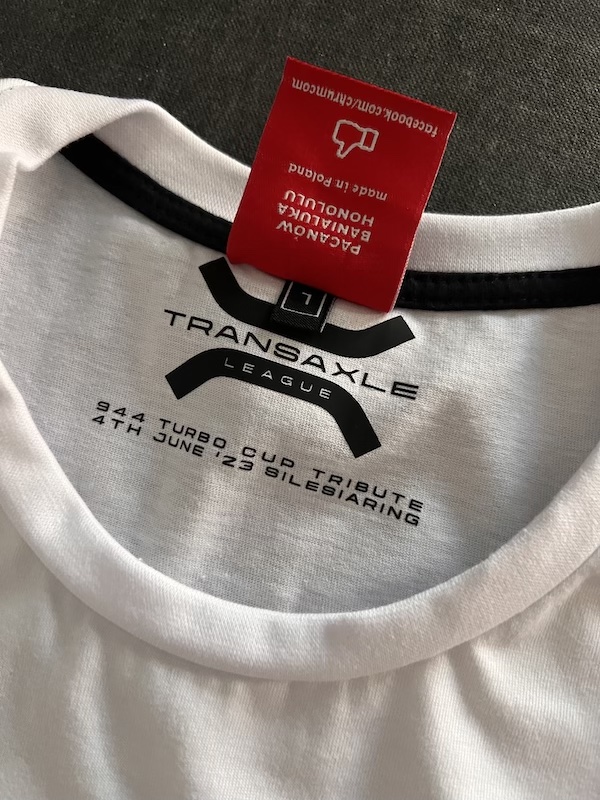 facebook.com/chrumcom
made in Poland
PACANÓW
BANIALUKA
HONOLULU
L
TRANSAXLE
LEAGUE
944 TURBO CUP TRIBUTE
4TH JUNE '23 SILESIARING